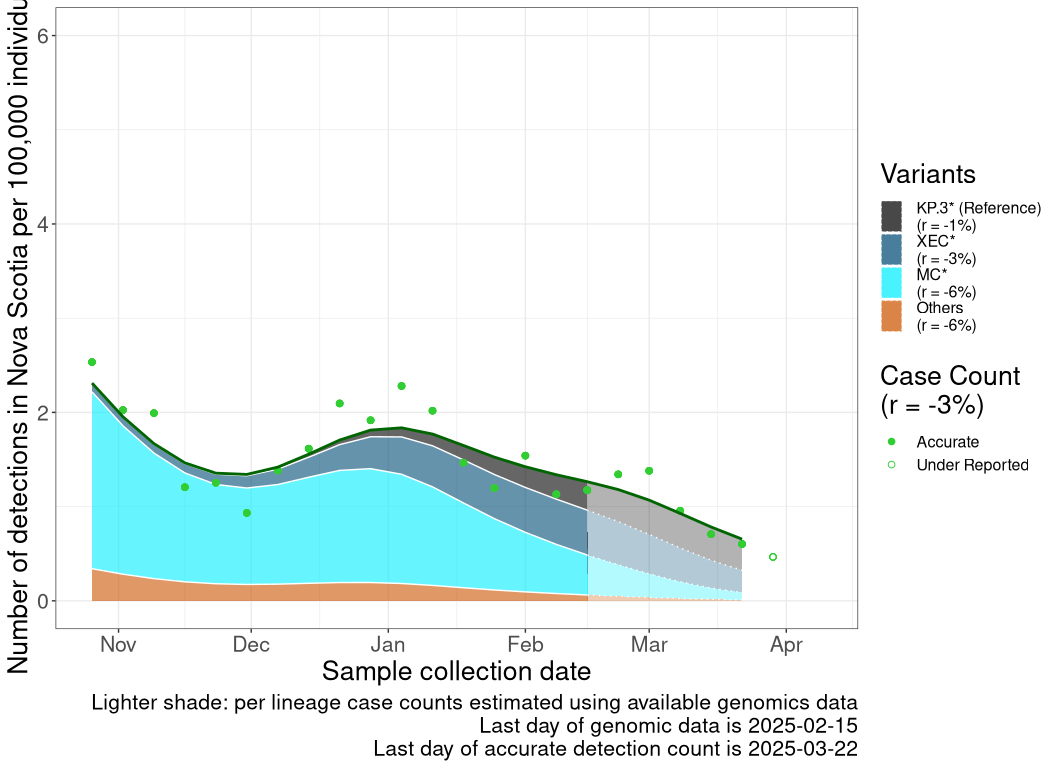 Number of detections in Nova Scotia per 100,000 individu
6
4
2
0
Nov Dec Jan Feb Mar Apr
Sample collection date
Lighter shade: per lineage case counts estimated using available genomics data
Last day of genomic data is 2025-02-15
Last day of accurate detection count is 2025-03-22
Variants
KP.3* (Reference)
(r = -1%)
XEC*
(r = -3%)
MC*
(r = -6%)
Others
(r = -6%)
Case Count
(r = -3%)
Accurate
Under Reported